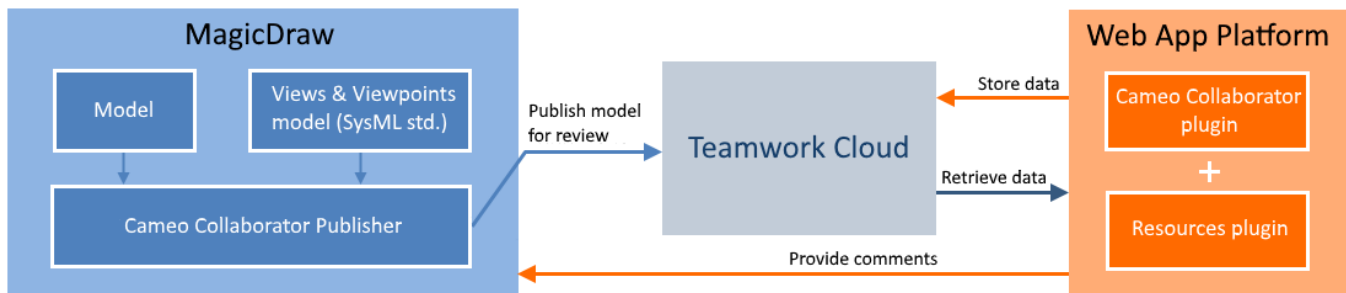 MagicDraw
Model
Views & Viewpoints
model (SysML std.)
Cameo Collaborator Publisher
Publish model
for review
Teamwork Cloud
Store data
Retrieve data
Provide comments
Web App Platform
Cameo Collaborator
plugin
+
Resources plugin